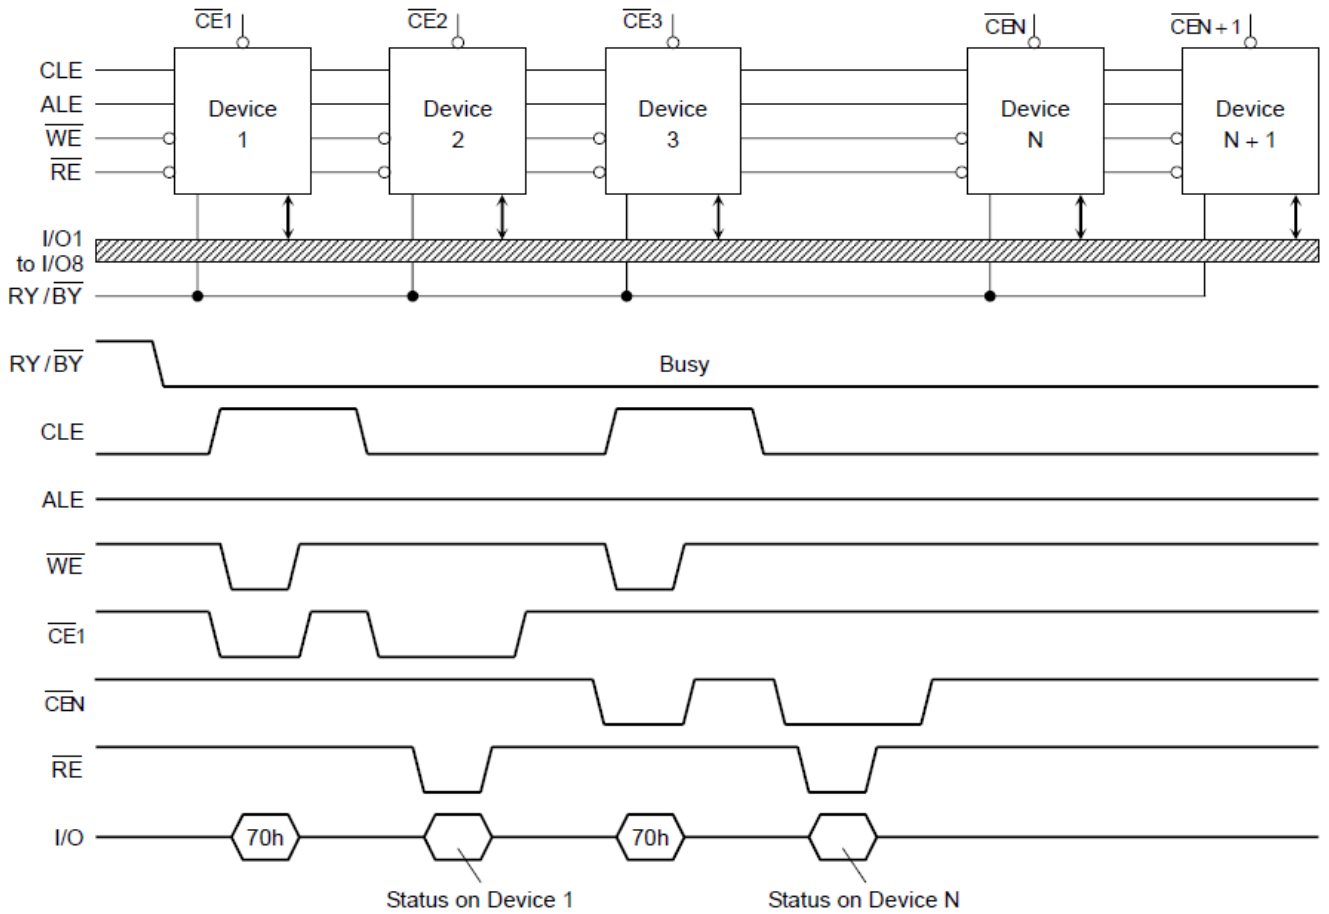 CE1 CE2 CE3 CEN CEN+1
CLE
ALE
WE
RE
Device
1
Device
2
Device
3
Device
N
Device
N + 1
I/O1
to I/O8
RY/BY
RY/BY
Busy
CLE
ALE
WE
CE1
CEN
RE
I/O
70h
70h
Status on Device 1
Status on Device N